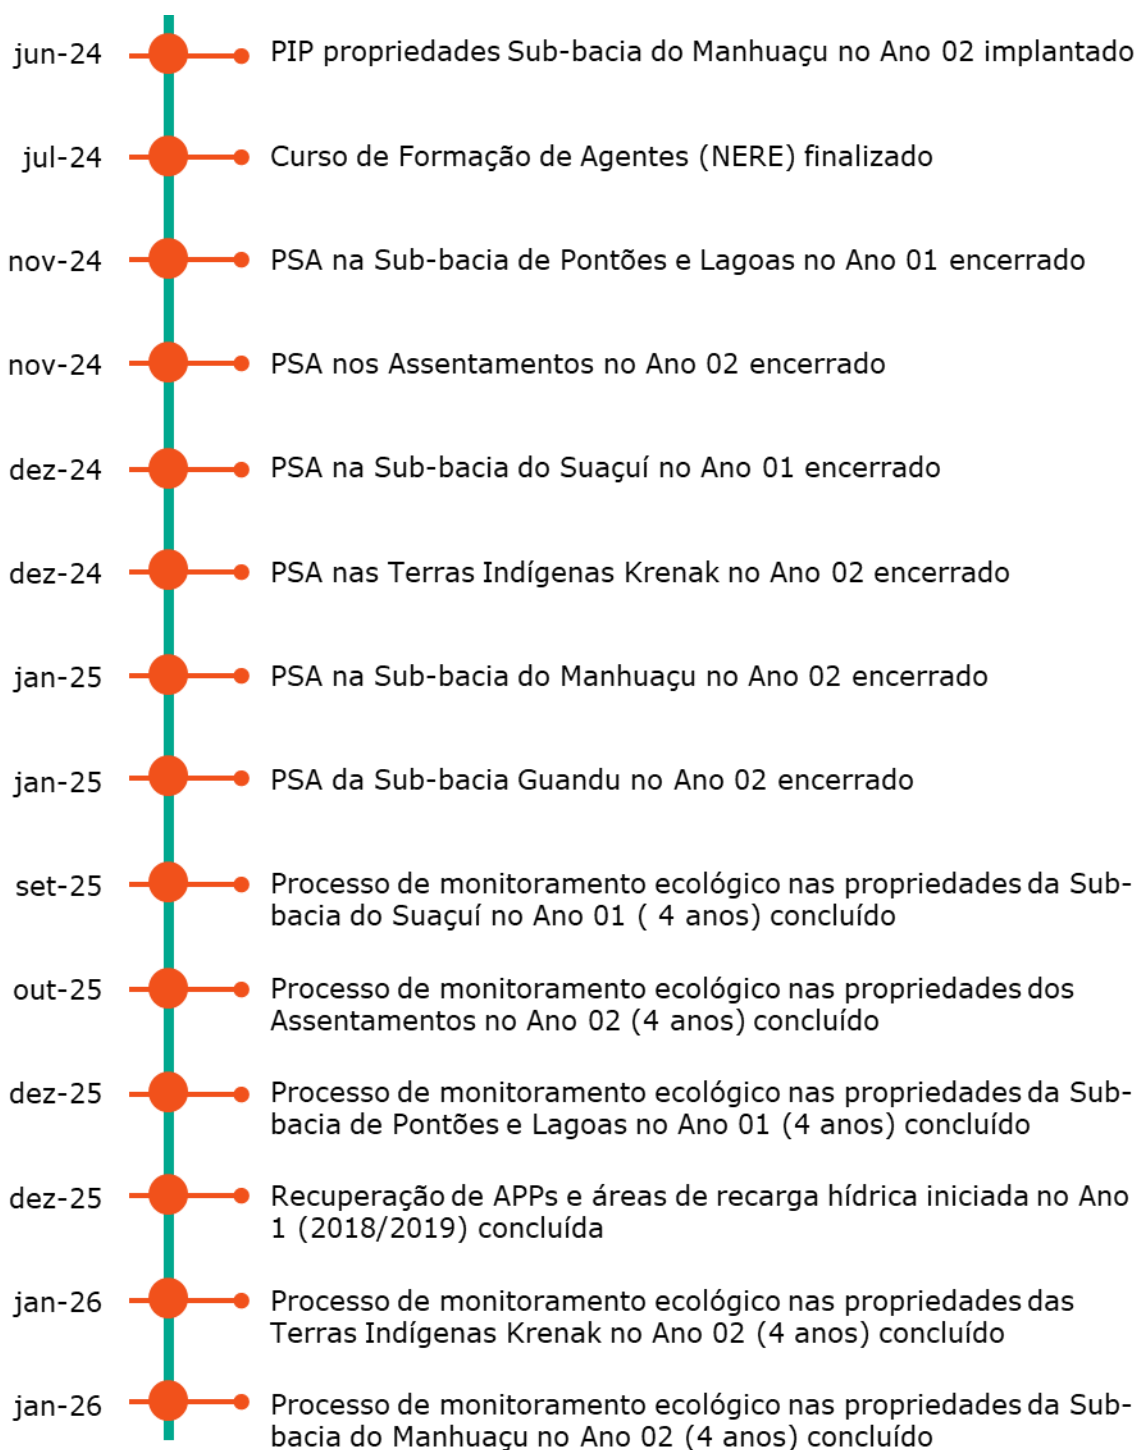 jun-24 PIP propriedades Sub-bacia do Manhuaçu no Ano 02 implantado
jul-24 Curso de Formação de Agentes (NERE) finalizado
nov-24 PSA na Sub-bacia de Pontões e Lagoas no Ano 01 encerrado
nov-24 PSA nos Assentamentos no Ano 02 encerrado
dez-24 PSA na Sub-bacia do Suaçuí no Ano 01 encerrado
dez-24 PSA nas Terras Indígenas Krenak no Ano 02 encerrado
jan-25 PSA na Sub-bacia do Manhuaçu no Ano 02 encerrado
jan-25 PSA da Sub-bacia Guandu no Ano 02 encerrado
set-25 Processo de monitoramento ecológico nas propriedades da Sub-
bacia do Suaçuí no Ano 01 ( 4 anos) concluído
out-25 Processo de monitoramento ecológico nas propriedades dos
Assentamentos no Ano 02 (4 anos) concluído
dez-25 Processo de monitoramento ecológico nas propriedades da Sub-
bacia de Pontões e Lagoas no Ano 01 (4 anos) concluído
dez-25 Recuperação de APPs e áreas de recarga hídrica iniciada no Ano
1 (2018/2019) concluída
jan-26 Processo de monitoramento ecológico nas propriedades das
Terras Indígenas Krenak no Ano 02 (4 anos) concluído
jan-26 Processo de monitoramento ecológico nas propriedades da Sub-
bacia do Manhuaçu no Ano 02 (4 anos) concluído